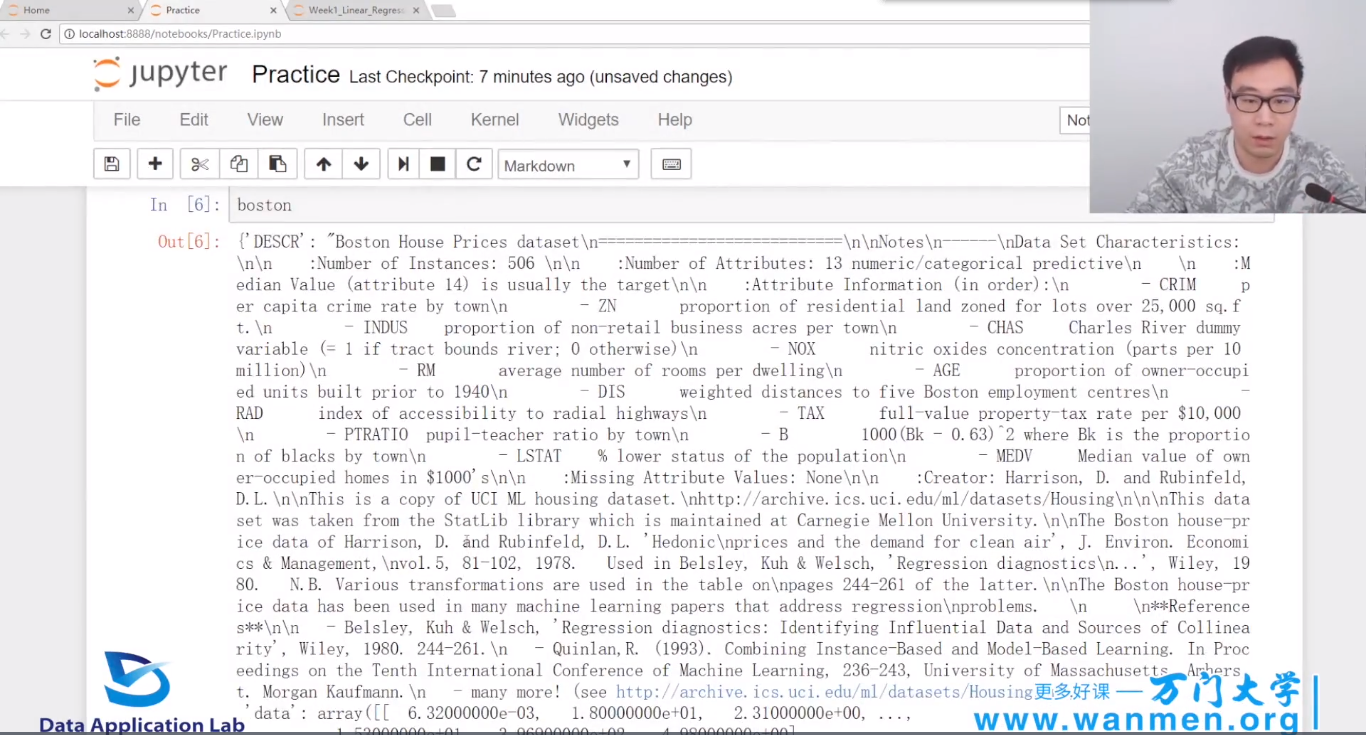 Home
Practice
Week1_Linear_Regress
localhost:8888/notebooks/Practice.ipynb
jupyter Practice Last Checkpoint: 7 minutes ago (unsaved changes)
File Edit View Insert Cell Kernel Widgets Help
Not
Markdown
In [6]: boston
Out[6]: {'DESCR': "Boston House Prices dataset\n===========================\n\nNotes\n------\nData Set Characteristics:
\n\n :Number of Instances: 506 \n\n :Number of Attributes: 13 numeric/categorical predictive\n \n :M
edian Value (attribute 14) is usually the target\n\n :Attribute Information (in order):\n - CRIM p
er capita crime rate by town\n - ZN proportion of residential land zoned for lots over 25,000 sq.f
t.\n - INDUS proportion of non-retail business acres per town\n - CHAS Charles River dummy
variable (= 1 if tract bounds river; 0 otherwise)\n - NOX nitric oxides concentration (parts per 10
million)\n - RM average number of rooms per dwelling\n - AGE proportion of owner-occupi
ed units built prior to 1940\n - DIS weighted distances to five Boston employment centres\n -
RAD index of accessibility to radial highways\n - TAX full-value property-tax rate per $10,000
\n - PTRATIO pupil-teacher ratio by town\n - B 1000(Bk - 0.63)^2 where Bk is the proportio
n of blacks by town\n - LSTAT % lower status of the population\n - MEDV Median value of own
er-occupied homes in $1000's\n\n :Missing Attribute Values: None\n\n :Creator: Harrison, D. and Rubinfeld,
D.L.\n\nThis is a copy of UCI ML housing dataset.\nhttp://archive.ics.uci.edu/ml/datasets/Housing\n\n\nThis data
set was taken from the StatLib library which is maintained at Carnegie Mellon University.\n\nThe Boston house-pr
ice data of Harrison, D. and Rubinfeld, D.L. 'Hedonic\nprices and the demand for clean air', J. Environ. Economi
cs & Management,\nvol.5, 81-102, 1978. Used in Belsley, Kuh & Welsch, 'Regression diagnostics\n...', Wiley, 19
80. N.B. Various transformations are used in the table on\npages 244-261 of the latter.\n\nThe Boston house-pr
ice data has been used in many machine learning papers that address regression\nproblems. \n \n**Reference
s**\n\n - Belsley, Kuh & Welsch, 'Regression diagnostics: Identifying Influential Data and Sources of Collinea
rity', Wiley, 1980. 244-261.\n - Quinlan,R. (1993). Combining Instance-Based and Model-Based Learning. In Proc
eedings on the Tenth International Conference of Machine Learning, 236-243, University of Massachusetts, Amhers
t. Morgan Kaufmann.\n - many more! (see http://archive.ics.uci.edu/ml/datasets/Housing
'data': array([[ 6.32000000e-03, 1.80000000e+01, 2.31000000e+00, ...,
Data Application Lab
更多好课 — 万门大学
www.wanmen.org